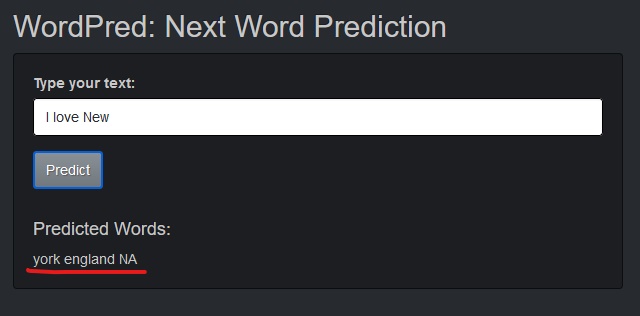 WordPred: Next Word Prediction
Type your text:
I love New
Predict
Predicted Words:
york england NA